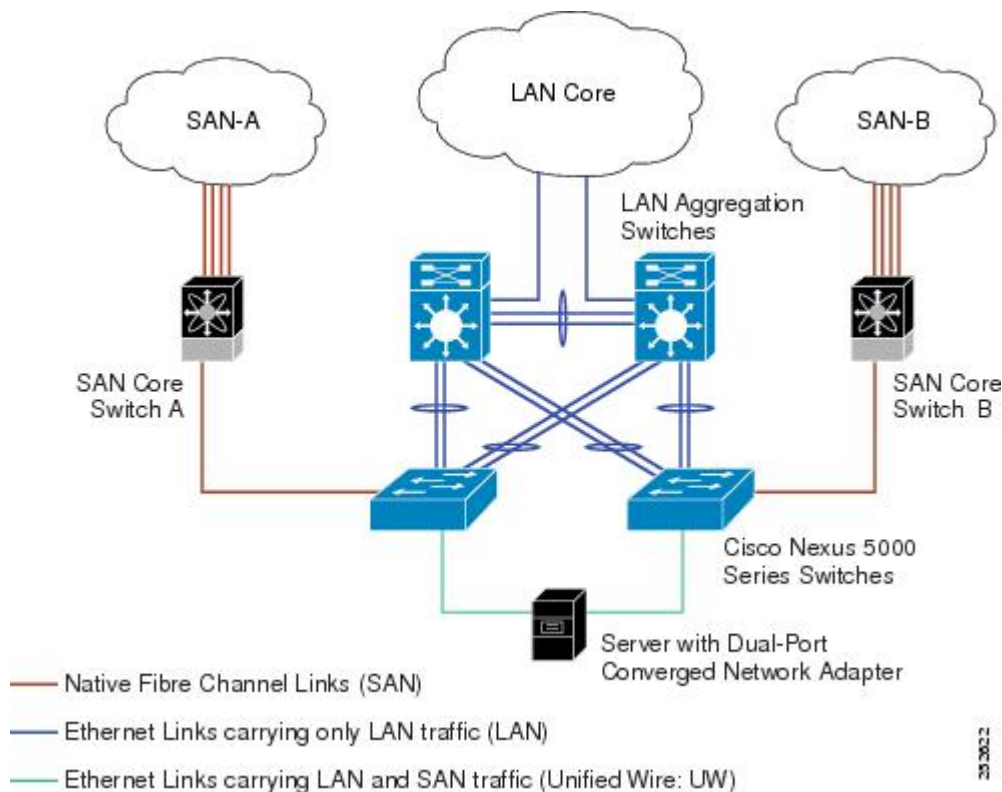 SAN-A
LAN Core
SAN-B
LAN Aggregation
Switches
SAN Core
Switch A
SAN Core
Switch B
Cisco Nexus 5000
Series Switches
Server with Dual-Port
Converged Network Adapter
Native Fibre Channel Links (SAN)
Ethernet Links carrying only LAN traffic (LAN)
Ethernet Links carrying LAN and SAN traffic (Unified Wire: UW)
252622